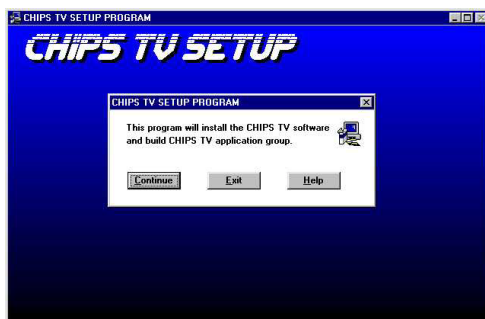 CHIPS TV SETUP PROGRAM
CHIPS TV SETUP
CHIPS TV SETUP PROGRAM
This program will install the CHIPS TV software
and build CHIPS TV application group.
Continue Exit Help